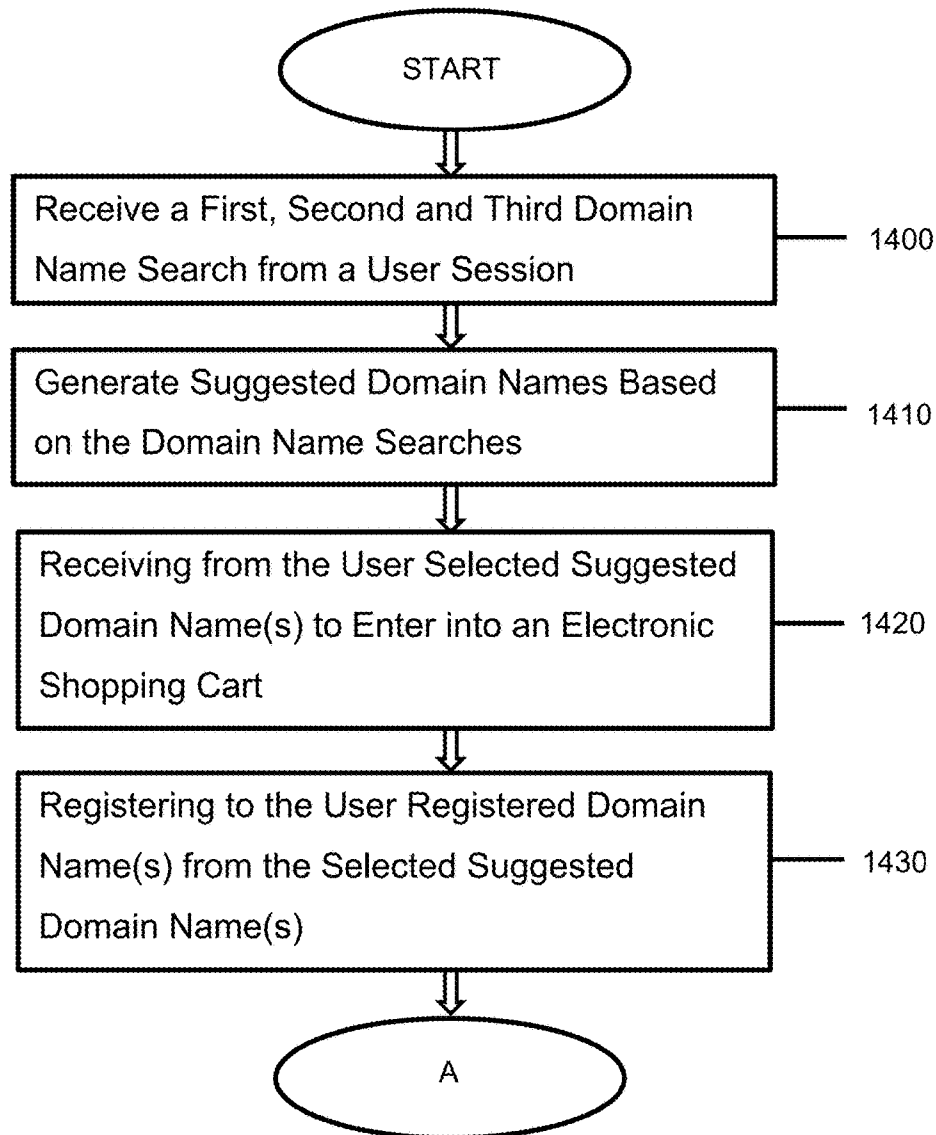 START
Receive a First, Second and Third Domain
Name Search from a User Session
1400
Generate Suggested Domain Names Based
on the Domain Name Searches
1410
Receiving from the User Selected Suggested
Domain Name(s) to Enter into an Electronic
Shopping Cart
1420
Registering to the User Registered Domain
Name(s) from the Selected Suggested
Domain Name(s)
1430
A